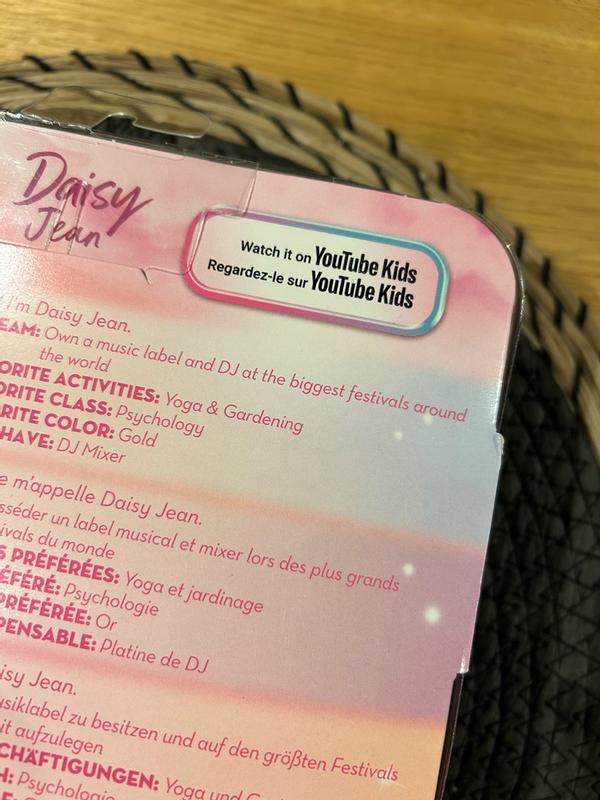 Daisy
Jean
Watch it on YouTube Kids
Regardez-le sur YouTube Kids
i'm Daisy Jean.
EAM: Own a music label and DJ at the biggest festivals around
the world
ORITE ACTIVITIES: Yoga & Gardening
ORITE CLASS: Psychology
RITE COLOR: Gold
HAVE: DJ Mixer
e m'appelle Daisy Jean.
sséder un label musical et mixer lors des plus grands
ivals du monde
S PRÉFÉRÉES: Yoga et jardinage
ÉFÉRÉ: Psychologie
PRÉFÉRÉE: Or
PENSABLE: Platine de DJ
isy Jean.
usiklabel zu besitzen und auf den größten Festivals
it aufzulegen
CHÄFTIGUNGEN: Yoga und
H: Psychologie